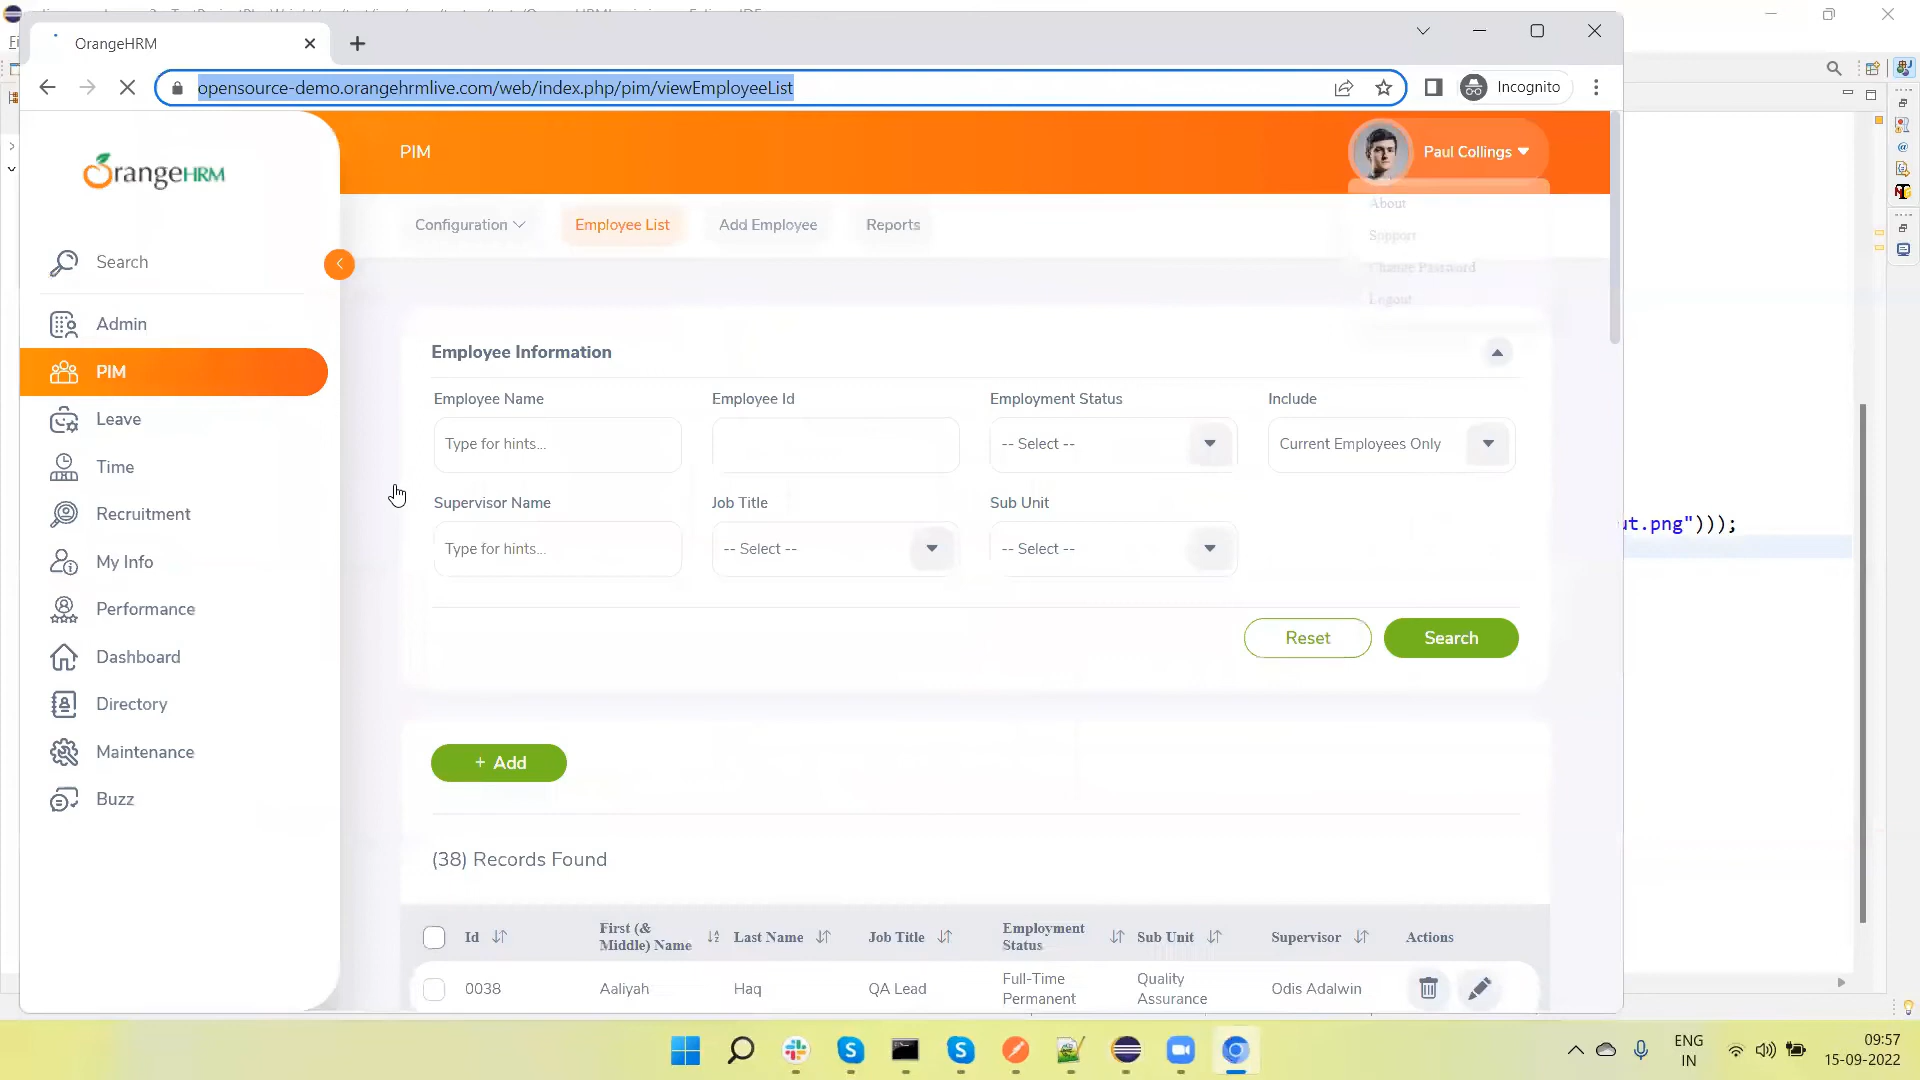 OrangeHRM
opensource-demo.orangehrmlive.com/web/index.php/pim/viewEmployeeList
Incognito
OrangeHRM
PIM
Paul Collings
About
Support
Change Password
Logout
Configuration
Employee List
Add Employee
Reports
Search
Admin
PIM
Leave
Time
Recruitment
My Info
Performance
Dashboard
Directory
Maintenance
Buzz
Employee Information
Employee Name
Employee Id
Employment Status
Include
Type for hints...
-- Select --
Current Employees Only
Supervisor Name
Job Title
Sub Unit
Type for hints...
-- Select --
-- Select --
Reset
Search
+ Add
(38) Records Found
Id
First (&
Middle) Name
Last Name
Job Title
Employment
Status
Sub Unit
Supervisor
Actions
0038
Aaliyah
Haq
QA Lead
Full-Time
Permanent
Quality
Assurance
Odis Adalwin
ut.png")));
ENG
IN
09:57
15-09-2022